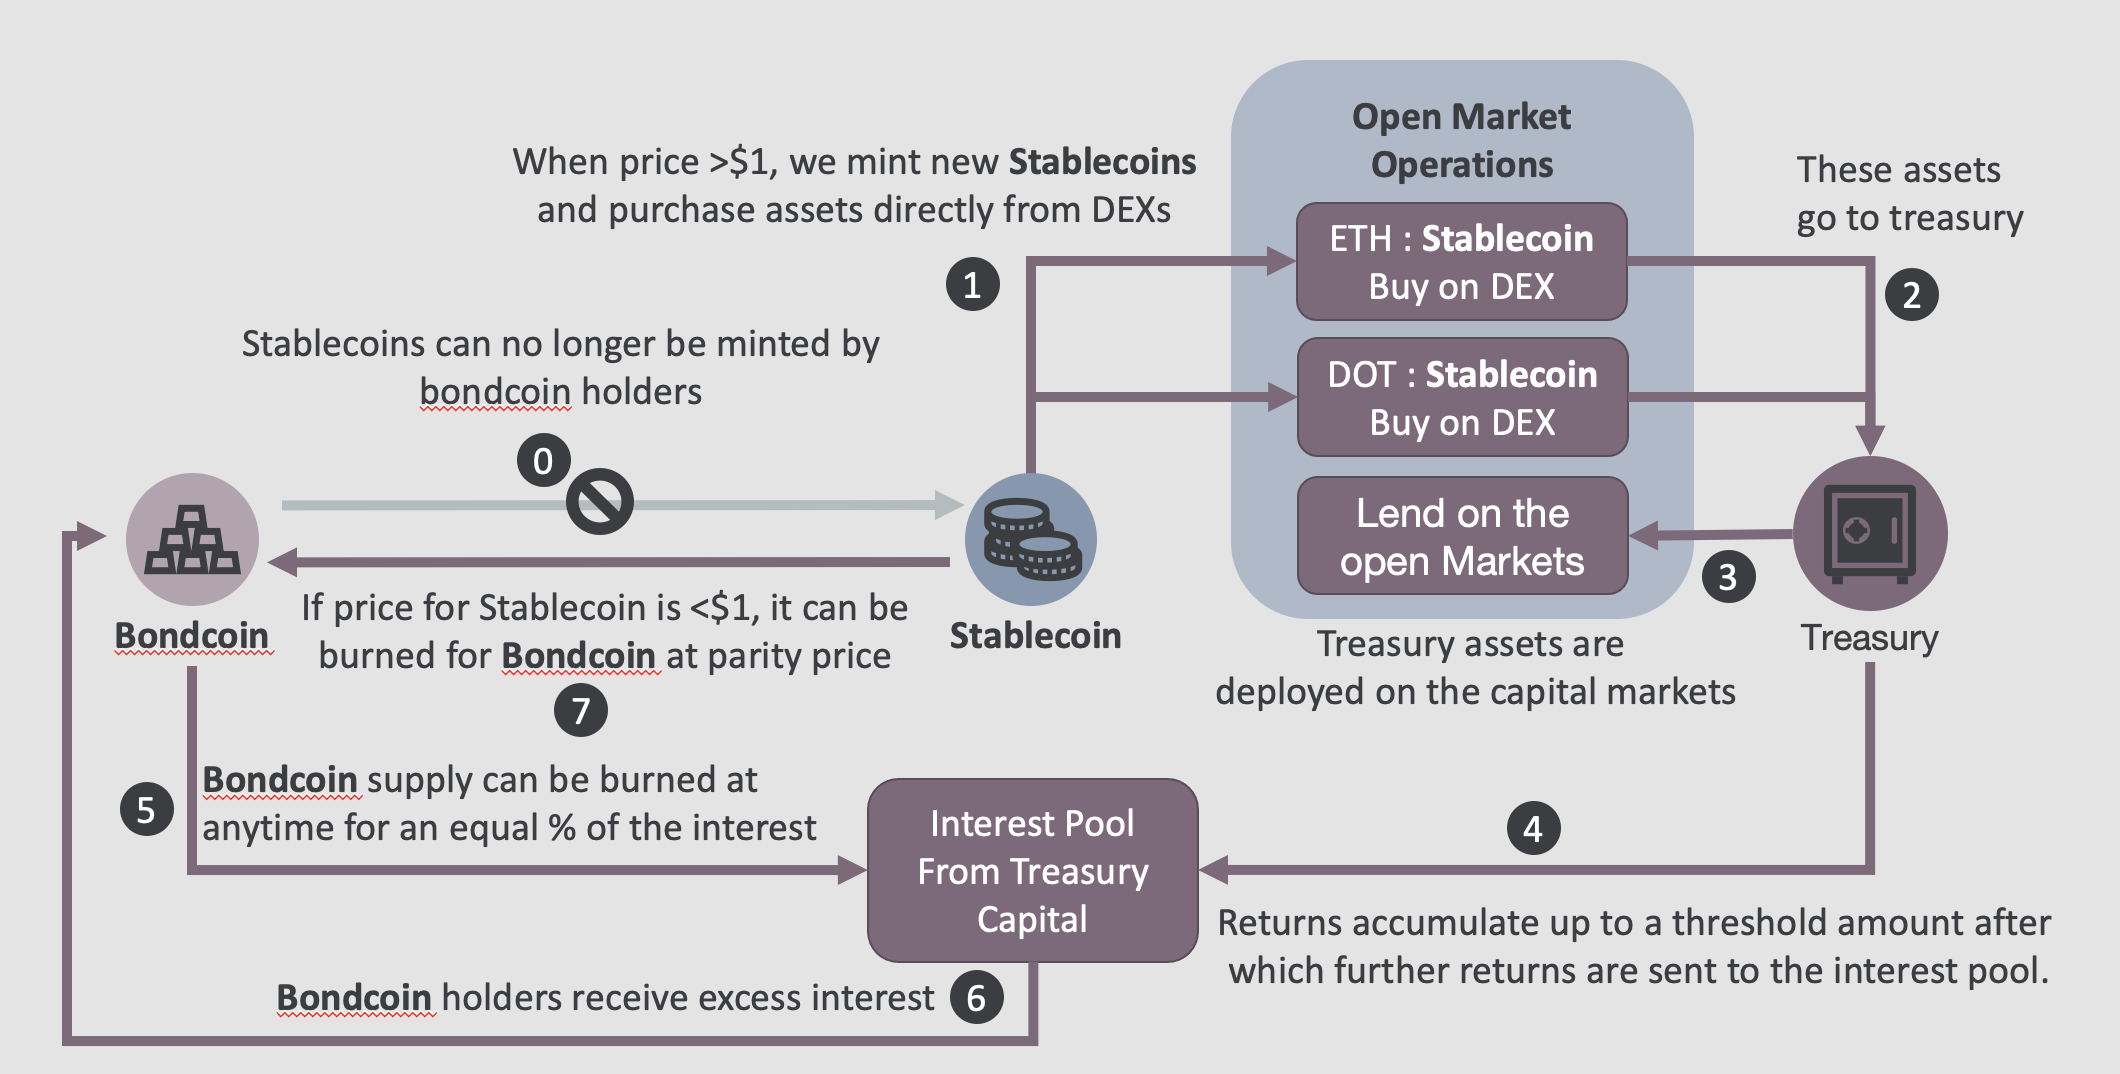 Open Market
Operations
When price >$1, we mint new Stablecoins
and purchase assets directly from DEXs
These assets
go to treasury
1
ETH : Stablecoin
Buy on DEX
2
Stablecoins can no longer be minted by
bondcoin holders
DOT : Stablecoin
Buy on DEX
0
Lend on the
open Markets
3
Bondcoin
If price for Stablecoin is <$1, it can be
burned for Bondcoin at parity price
7
Stablecoin
Treasury assets are
deployed on the capital markets
Treasury
5
Bondcoin supply can be burned at
anytime for an equal % of the interest
Interest Pool
From Treasury
Capital
4
Returns accumulate up to a threshold amount after
which further returns are sent to the interest pool.
Bondcoin holders receive excess interest
6